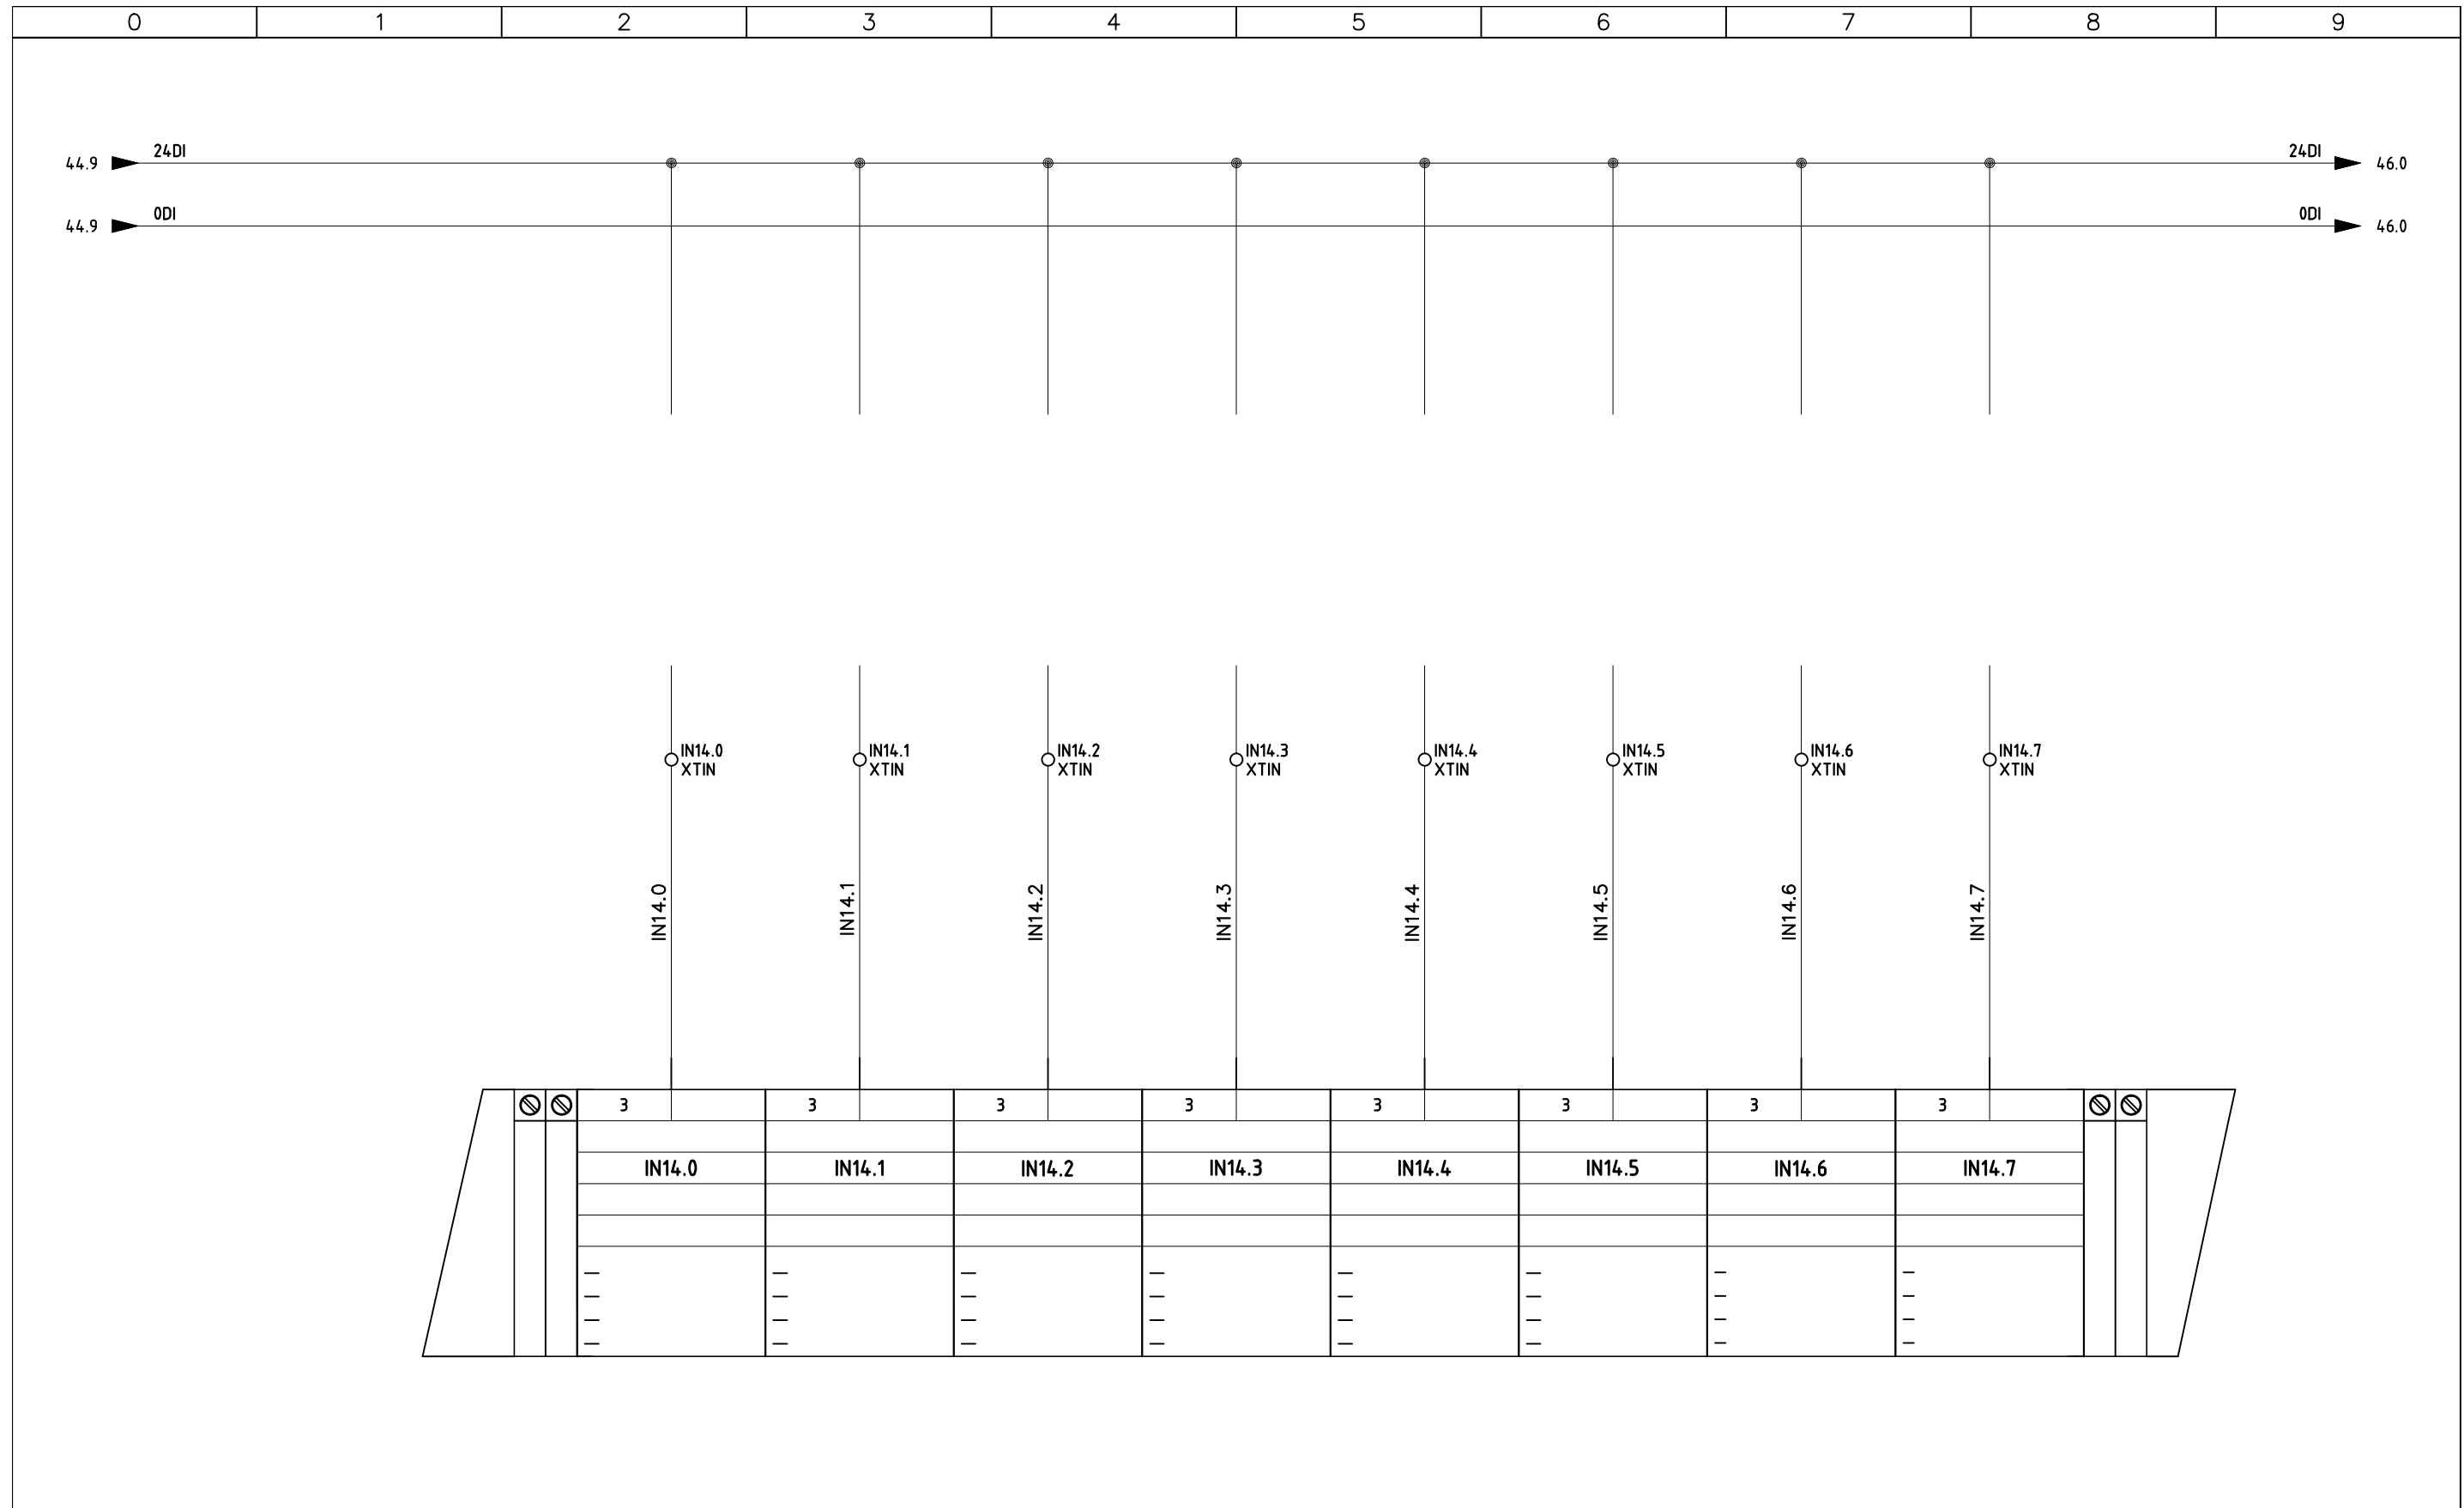 0 1 2 3 4 5 6 7 8 9
24DI 24DI
44.9 46.0
0DI 0DI
44.9 46.0
IN14.0 IN14.1 IN14.2 IN14.3 IN14.4 IN14.5 IN14.6 IN14.7
XTIN XTIN XTIN XTIN XTIN XTIN XTIN XTIN
IN14.0 IN14.1 IN14.2 IN14.3 IN14.4 IN14.5 IN14.6 IN14.7
3 3 3 3 3 3 3 3
IN14.0 IN14.1 IN14.2 IN14.3 IN14.4 IN14.5 IN14.6 IN14.7